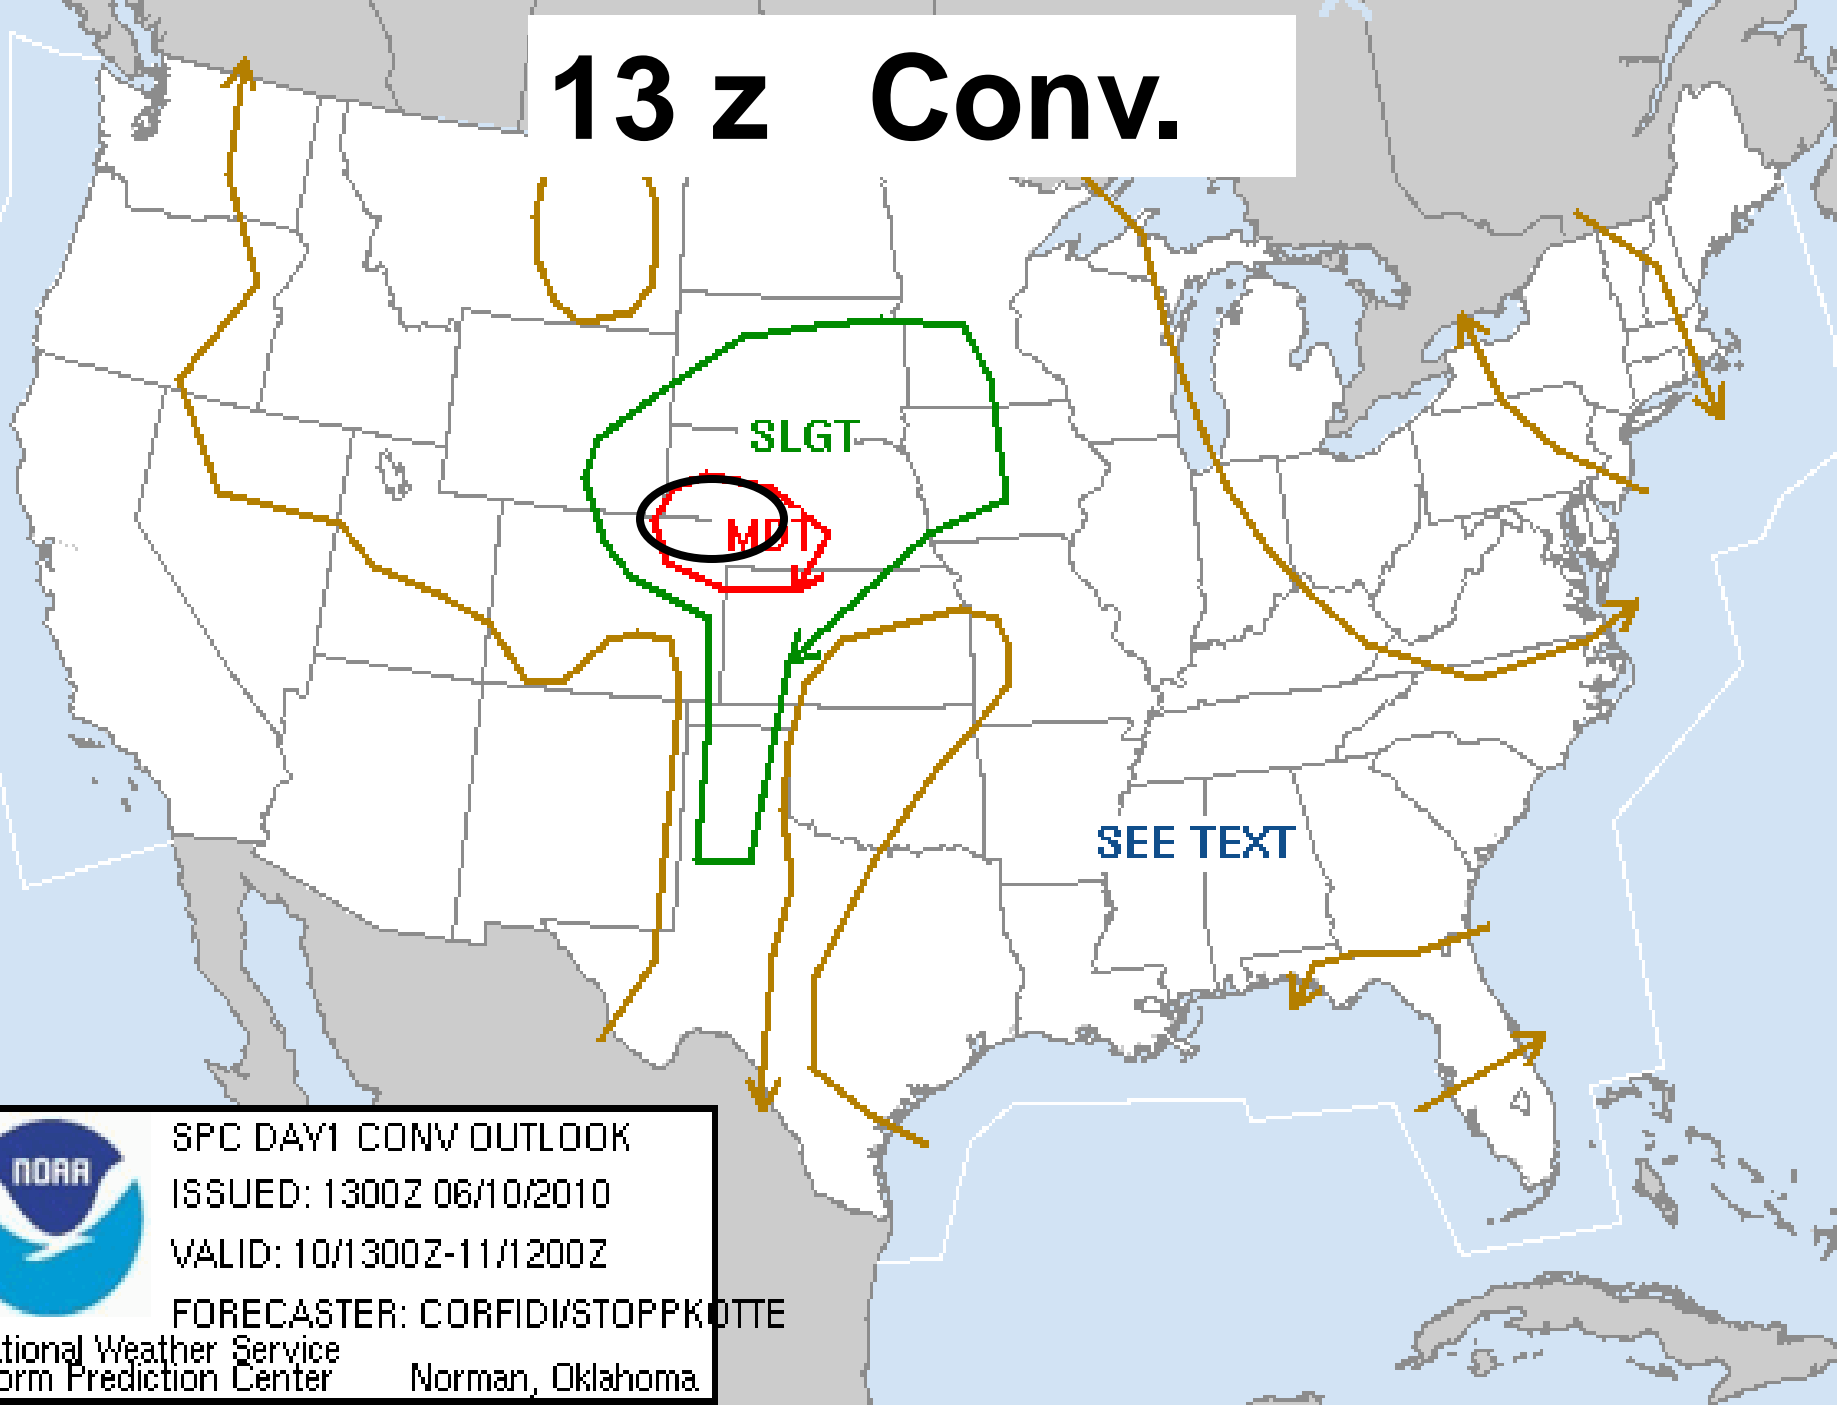 13 z Conv.
SLGT
MDT
SEE TEXT
NOAA
SPC DAY1 CONV OUTLOOK
ISSUED: 1300Z 06/10/2010
VALID: 10/1300Z-11/1200Z
FORECASTER: CORFIDI/STOPPKOTTE
tional Weather Service
orm Prediction Center Norman, Oklahoma